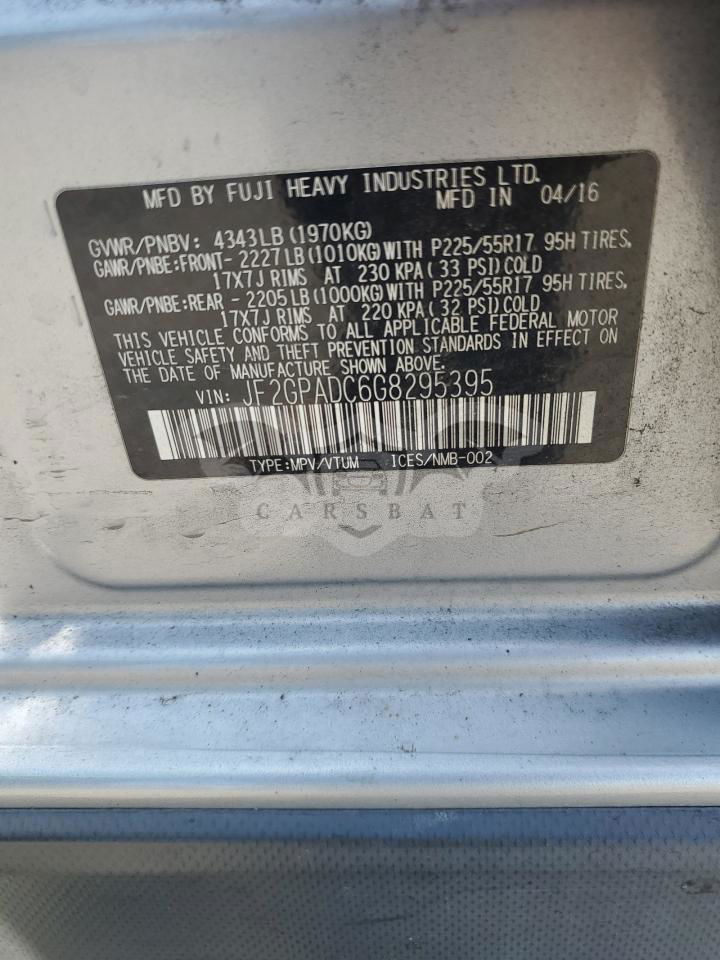 MFD BY FUJI HEAVY INDUSTRIES LTD.
MFD IN 04/16
GVWR/PNBV: 4343LB (1970KG)
GAWR/PNBE:FRONT- 2227LB (1010KG) WITH P225/55R17 95H TIRES,
17X7J RIMS AT 230 KPA ( 33 PSI) COLD
GAWR/PNBE:REAR - 2205LB (1000KG) WITH P225/55R17 95H TIRES,
17X7J RIMS AT 220 KPA ( 32 PSI) COLD
THIS VEHICLE CONFORMS TO ALL APPLICABLE FEDERAL MOTOR
VEHICLE SAFETY AND THEFT PREVENTION STANDARDS IN EFFECT ON
THE DATE OF MANUFACTURE SHOWN ABOVE.
VIN: JF2GPADC6G8295395
TYPE:MPV/VTUM ICES/NMB-002
CARSBAT